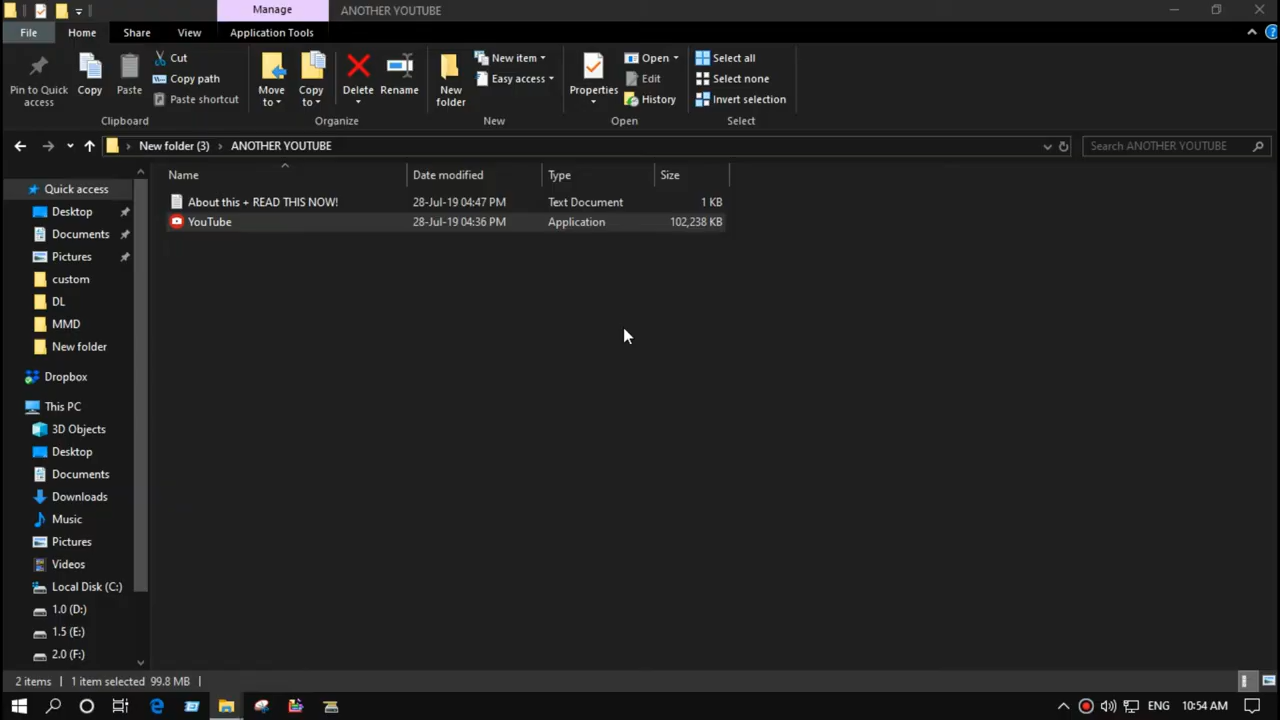 Manage
ANOTHER YOUTUBE
File
Home
Share
View
Application Tools
Pin to Quick access
Copy
Paste
Cut
Copy path
Paste shortcut
Clipboard
Move to
Copy to
Delete
Rename
Organize
New folder
New item
Easy access
New
Properties
Open
Edit
History
Open
Select all
Select none
Invert selection
Select
New folder (3) › ANOTHER YOUTUBE
Search ANOTHER YOUTUBE
Name
Date modified
Type
Size
About this + READ THIS NOW!
28-Jul-19 04:47 PM
Text Document
1 KB
YouTube
28-Jul-19 04:36 PM
Application
102,238 KB
Quick access
Desktop
Documents
Pictures
custom
DL
MMD
New folder
Dropbox
This PC
3D Objects
Desktop
Documents
Downloads
Music
Pictures
Videos
Local Disk (C:)
1.0 (D:)
1.5 (E:)
2.0 (F:)
2 items
1 item selected 99.8 MB
ENG
10:54 AM